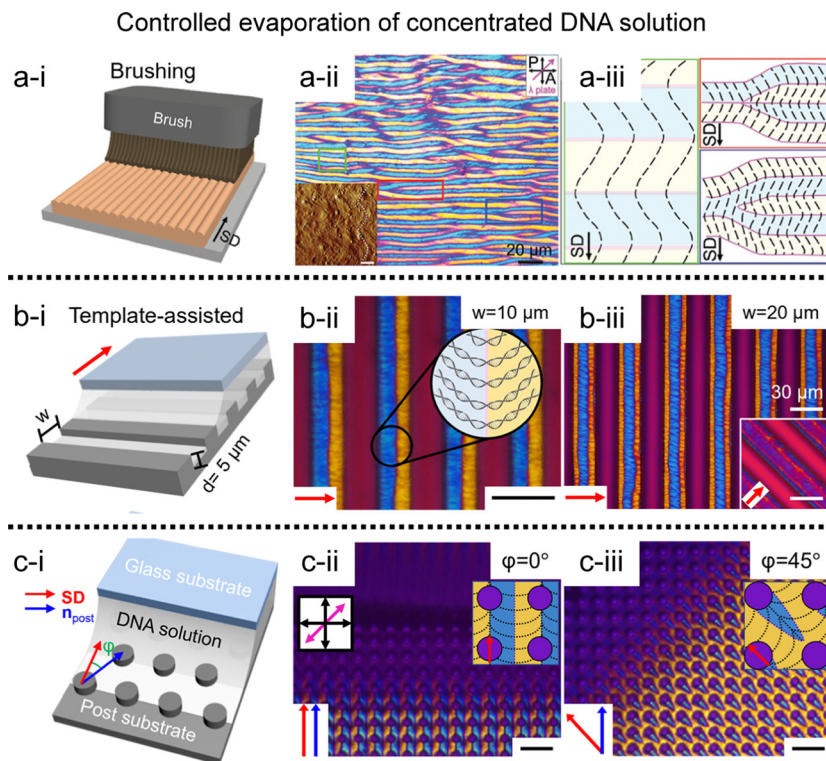 Controlled evaporation of concentrated DNA solution
a-i
Brushing
Brush
SD
a-ii
P
A
λ plate
20 μm
a-iii
SD
SD
SD
b-i
Template-assisted
w
d= 5 μm
b-ii
w=10 μm
b-iii
w=20 μm
30 μm
c-i
Glass substrate
SD
n_post
DNA solution
φ
Post substrate
c-ii
φ=0°
c-iii
φ=45°